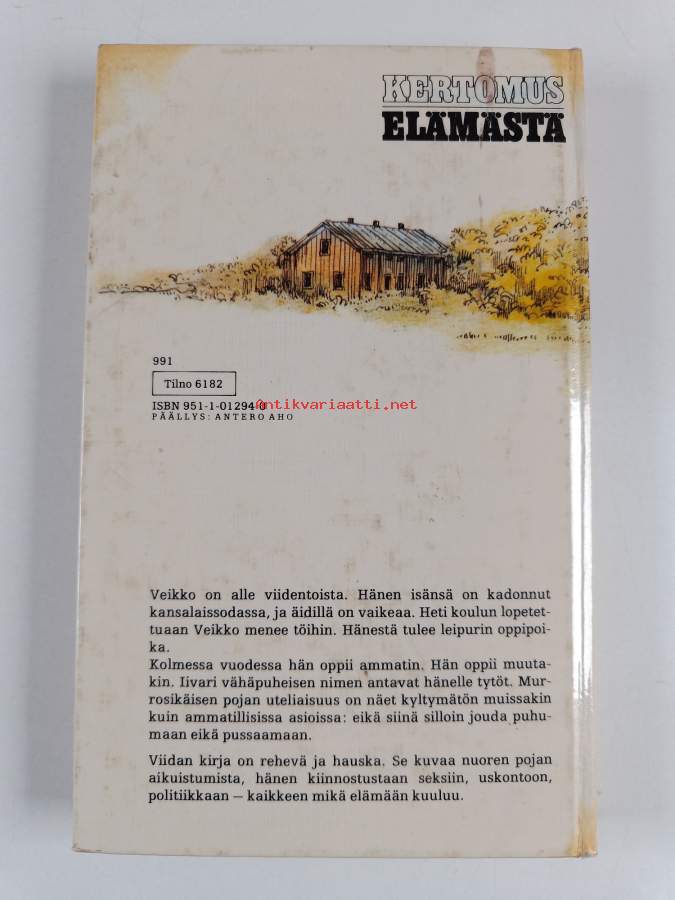 KERTOMUS
ELÄMÄSTÄ
991
Tilno 6182
ISBN 951-1-01294-0
Antikvariaatti.net
PÄÄLLYS: ANTERO AHO
Veikko on alle viidentoista. Hänen isänsä on kadonnut
kansalaissodassa, ja äidillä on vaikeaa. Heti koulun lopetet-
tuaan Veikko menee töihin. Hänestä tulee leipurin oppipoi-
ka.
Kolmessa vuodessa hän oppii ammatin. Hän oppii muuta-
kin. Iivari vähäpuheisen nimen antavat hänelle tytöt. Mur-
rosikäisen pojan uteliaisuus on näet kyltymätön muissakin
kuin ammatillisissa asioissa: eikä siinä silloin jouda puhu-
maan eikä pussaamaan.
Viidan kirja on rehevä ja hauska. Se kuvaa nuoren pojan
aikuistumista, hänen kiinnostustaan seksiin, uskontoon,
politiikkaan – kaikkeen mikä elämään kuuluu.